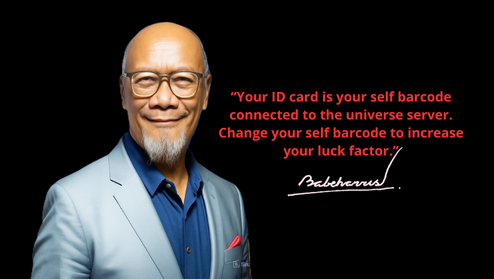 “Your ID card is your self barcode
connected to the universe server.
Change your self barcode to increase
your luck factor.”